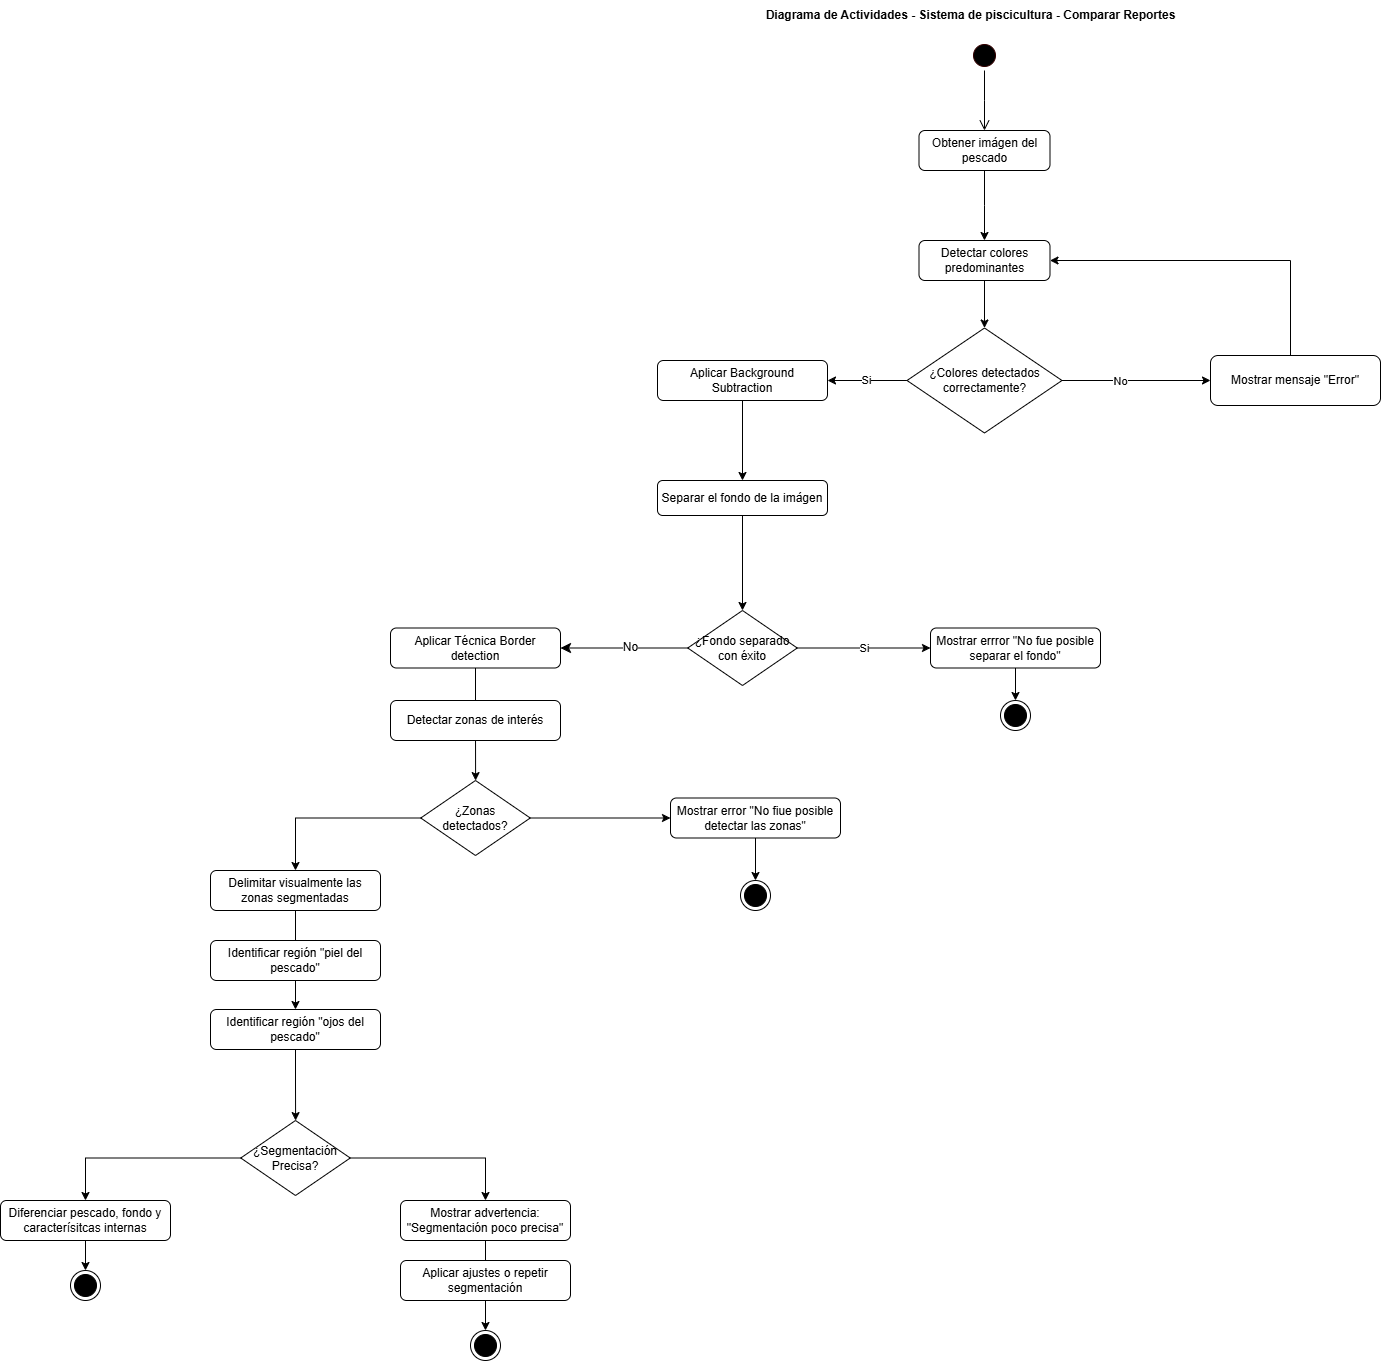 Diagrama de Actividades - Sistema de piscicultura - Comparar Reportes
Obtener imágen del
pescado
Detectar colores
predominantes
¿Colores detectados
correctamente?
Si
No
Mostrar mensaje "Error"
Aplicar Background
Subtraction
Separar el fondo de la imágen
¿Fondo separado
con éxito
No
Si
Aplicar Técnica Border
detection
Mostrar errror "No fue posible
separar el fondo"
Detectar zonas de interés
¿Zonas
detectados?
Mostrar error "No fiue posible
detectar las zonas"
Delimitar visualmente las
zonas segmentadas
Identificar región "piel del
pescado"
Identificar región "ojos del
pescado"
¿Segmentación
Precisa?
Diferenciar pescado, fondo y
caracterísitcas internas
Mostrar advertencia:
"Segmentación poco precisa"
Aplicar ajustes o repetir
segmentación